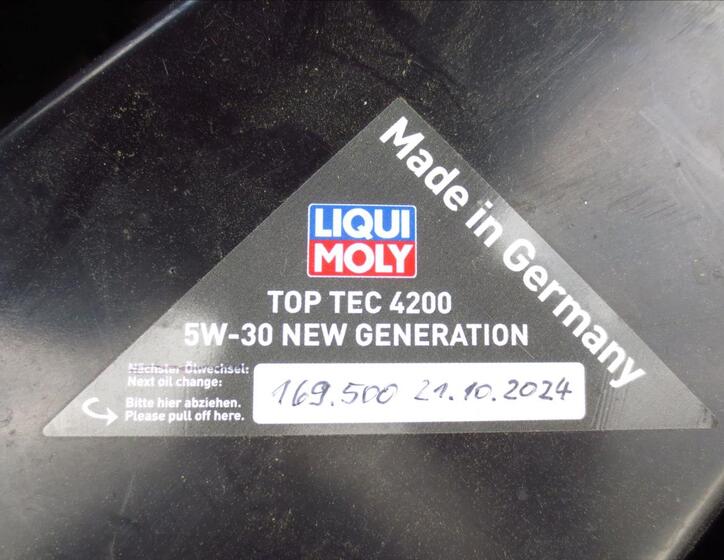 Made in Germany
LIQUI
MOLY
TOP TEC 4200
5W-30 NEW GENERATION
Nächster Ölwechsel:
Next oil change:
169.500 21.10.2024
Bitte hier abziehen.
Please pull off here.